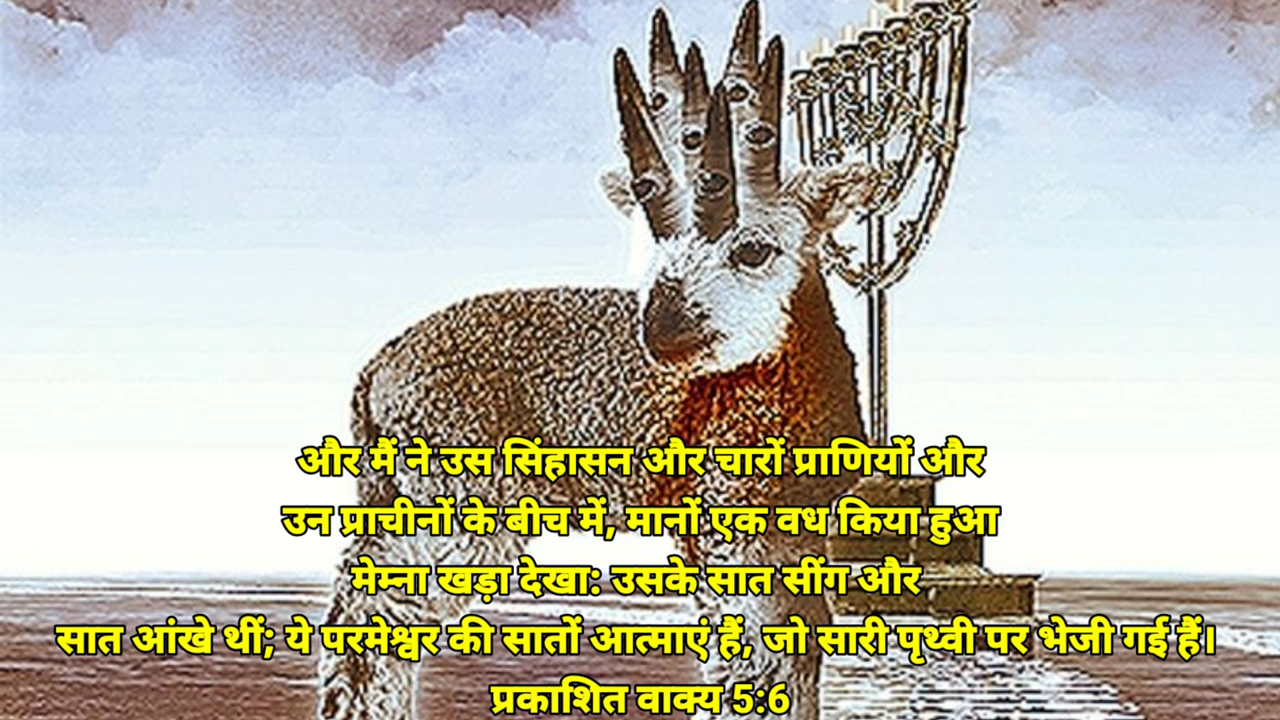 और मैं ने उस सिंहासन और चारों प्राणियों और
उन प्राचीनों के बीच में, मानों एक वध किया हुआ
मेम्ना खड़ा देखा: उसके सात सींग और
सात आंखे थीं; ये परमेश्वर की सातों आत्माएं हैं, जो सारी पृथ्वी पर भेजी गई हैं।
प्रकाशित वाक्य 5:6